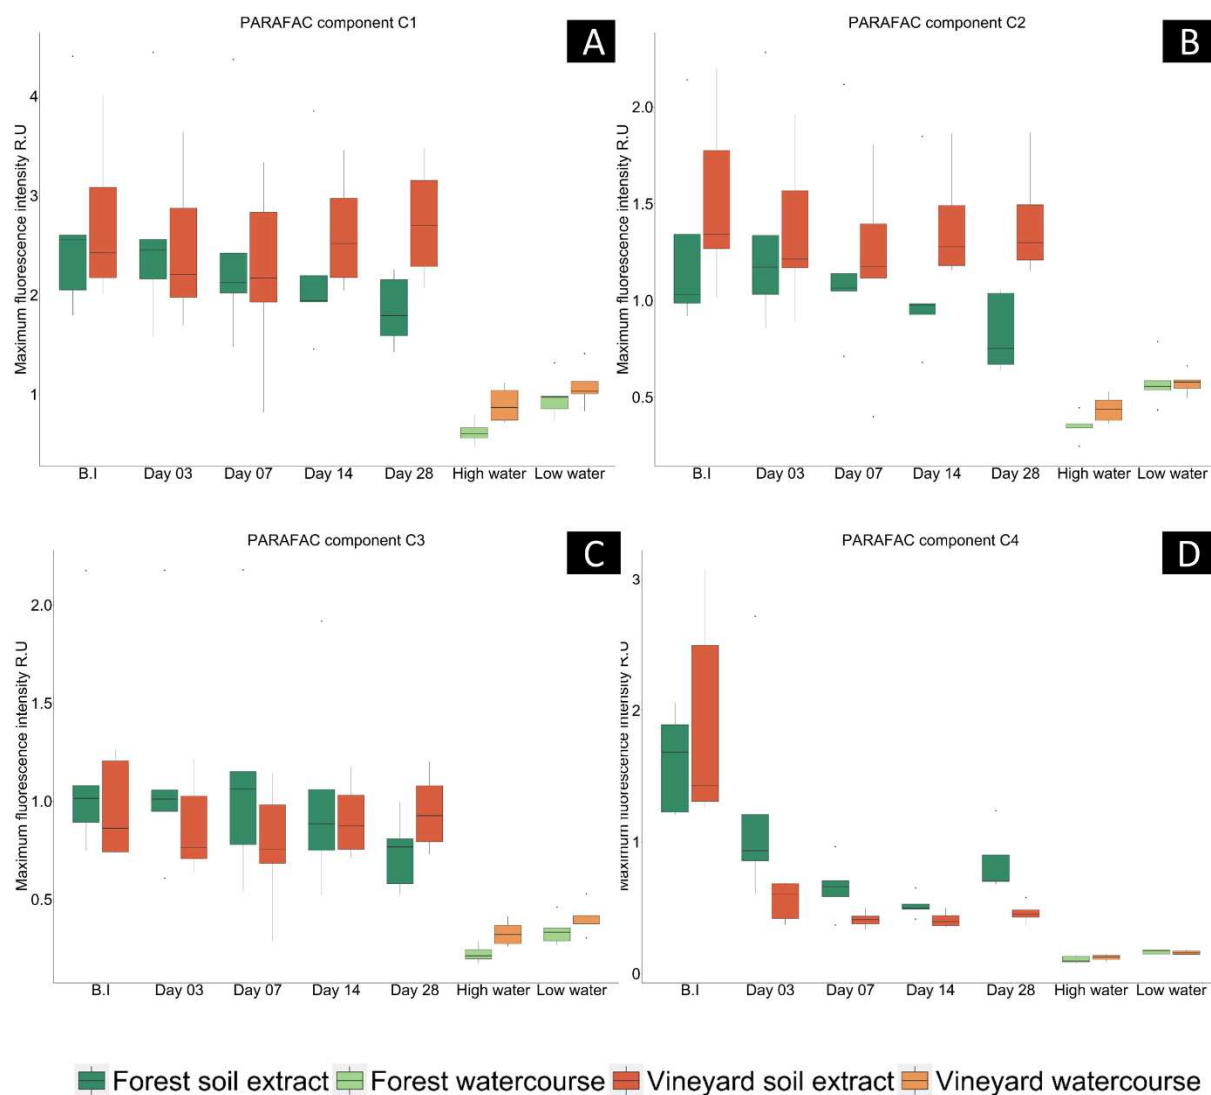 PARAFAC component C1
A
Maximum fluorescence intensity R.U
4
3
2
1
B.I Day 03 Day 07 Day 14 Day 28 High water Low water
PARAFAC component C2
B
Maximum fluorescence intensity R.U
2.0
1.5
1.0
0.5
B.I Day 03 Day 07 Day 14 Day 28 High water Low water
PARAFAC component C3
C
Maximum fluorescence intensity R.U
2.0
1.5
1.0
0.5
B.I Day 03 Day 07 Day 14 Day 28 High water Low water
PARAFAC component C4
D
Maximum fluorescence intensity R.U
3
2
1
0
B.I Day 03 Day 07 Day 14 Day 28 High water Low water
Forest soil extract Forest watercourse Vineyard soil extract Vineyard watercourse